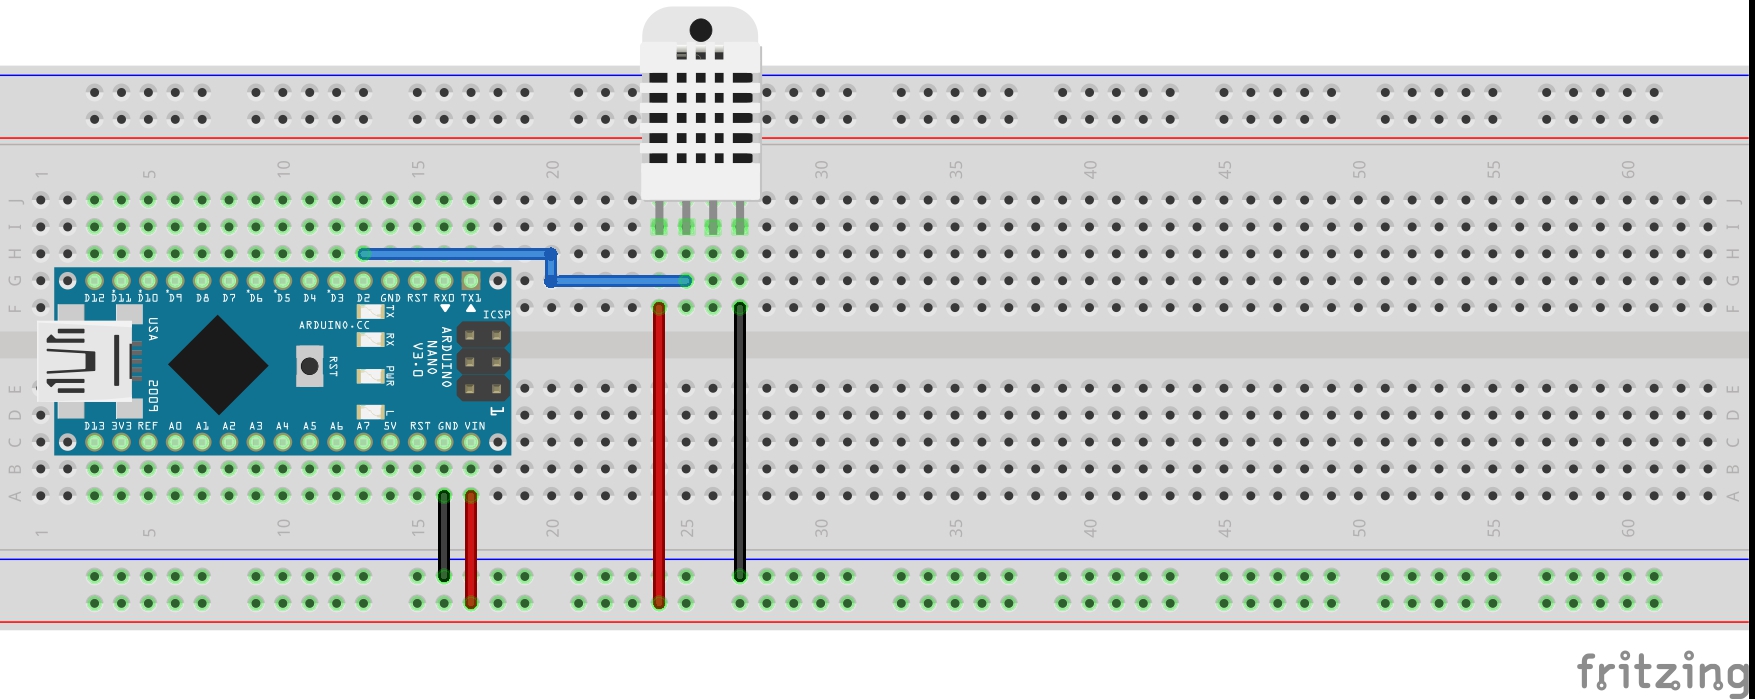 1 5 10 15 20 25 30 35 40 45 50 55 60
J J
I I
H H
G G
F F
D12 D11 D10 D9 D8 D7 D6 D5 D4 D3 D2 GND RST RX0 TX1
ICSP
TX
ARDUINO.CC
USA
RX
ARDUINO
NANO
V3.0
RST
PWR
2009
L
1
E E
D D
C C
B B
A A
D13 3V3 REF A0 A1 A2 A3 A4 A5 A6 A7 5V RST GND VIN
1 5 10 15 20 25 30 35 40 45 50 55 60
fritzing